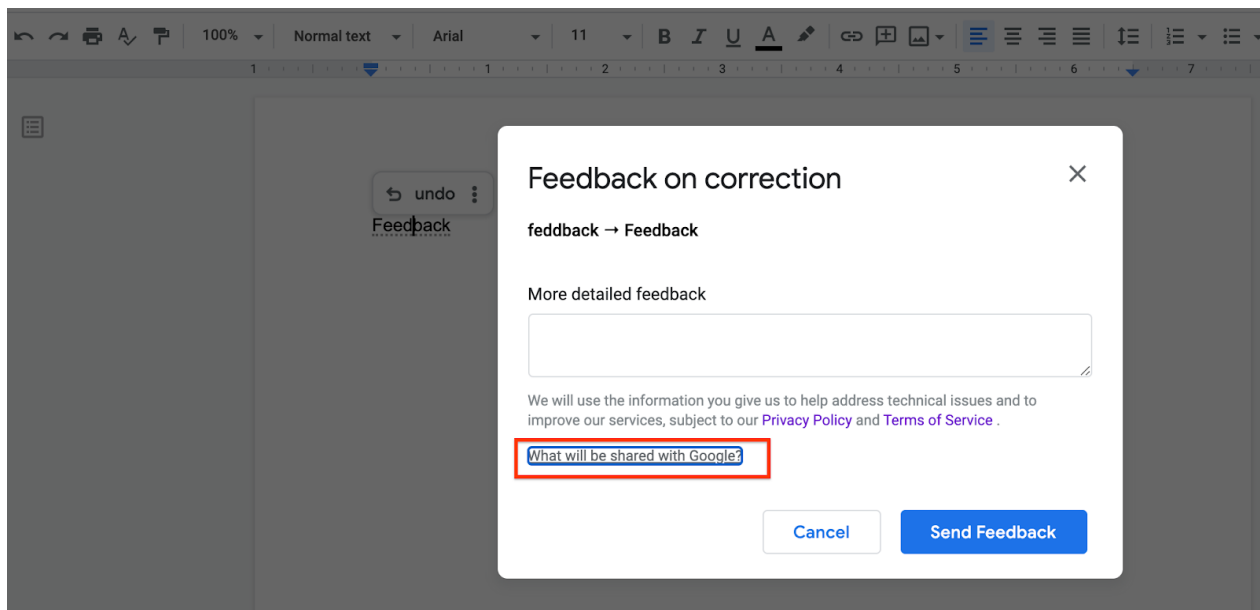 100% Normal text Arial 11 B I U A
1 1 2 3 4 5 6 7
undo
Feedback
Feedback on correction
feddback → Feedback
More detailed feedback
We will use the information you give us to help address technical issues and to
improve our services, subject to our Privacy Policy and Terms of Service .
What will be shared with Google?
Cancel Send Feedback